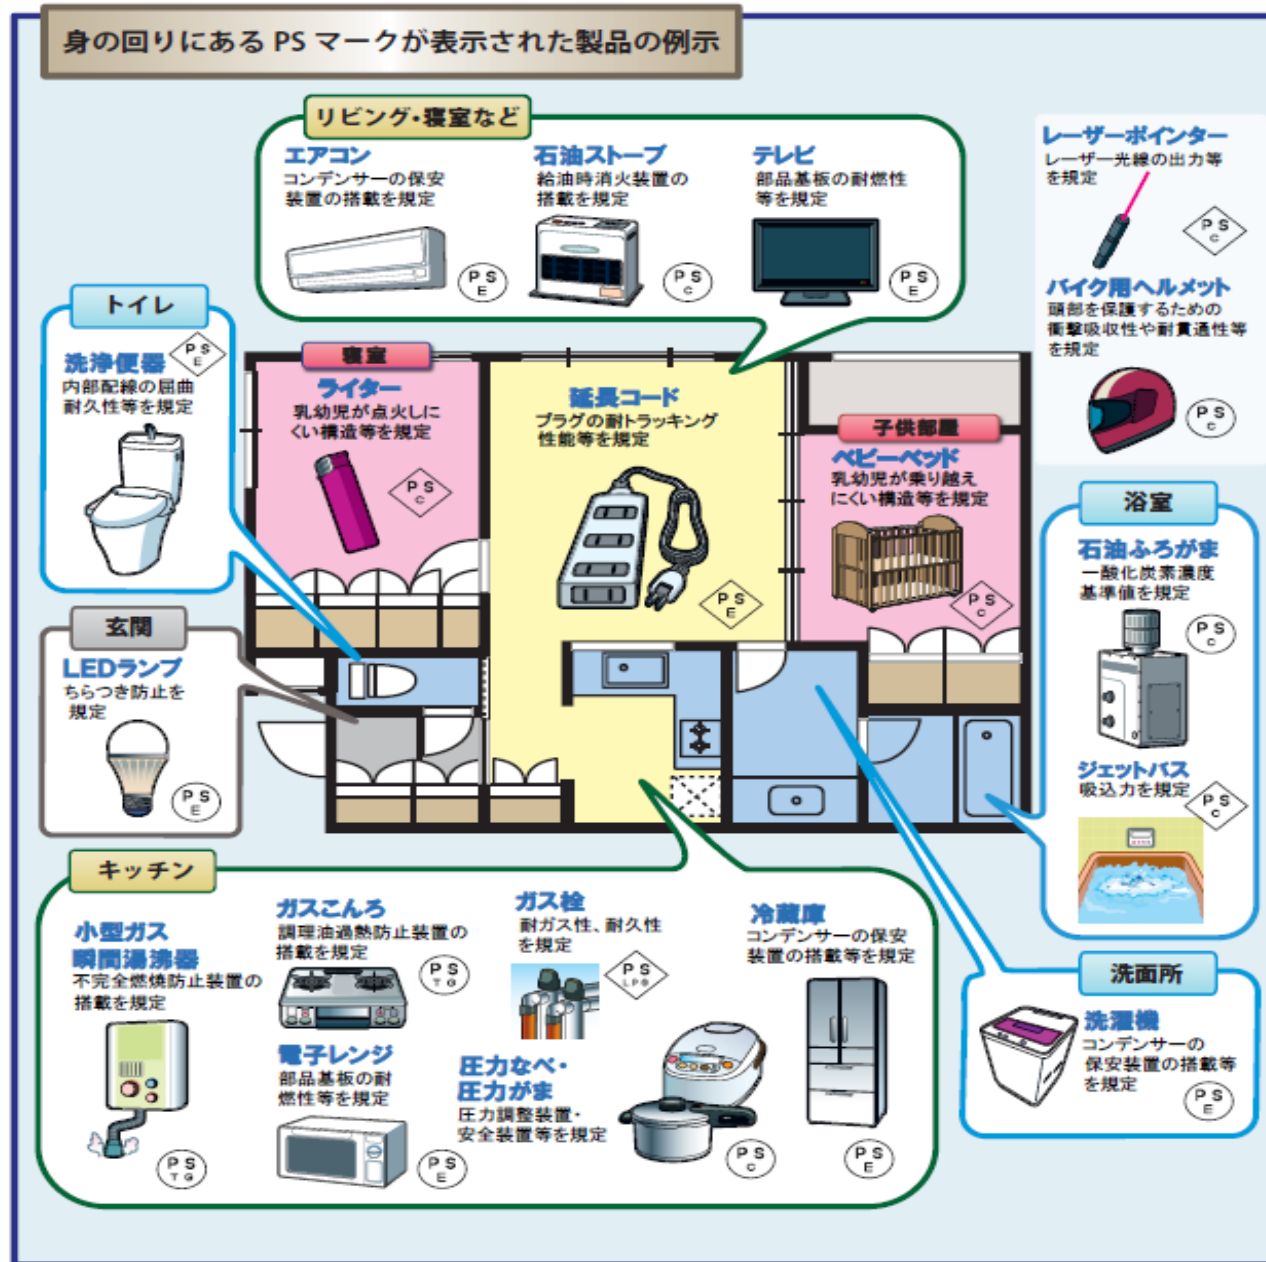 身の回りにある PS マークが表示された製品の例示
リビング・寝室など
エアコン
コンデンサーの保安
装置の搭載を規定
PS
E
石油ストーブ
給油時消火装置の
搭載を規定
PS
C
テレビ
部品基板の耐燃性
等を規定
PS
E
レーザーポインター
レーザー光線の出力等
を規定
PS
C
バイク用ヘルメット
頭部を保護するための
衝撃吸収性や耐貫通性等
を規定
PS
C
トイレ
洗浄便器
PS
E
内部配線の屈曲
耐久性等を規定
寝室
ライター
乳幼児が点火しに
くい構造等を規定
PS
C
延長コード
プラグの耐トラッキング
性能等を規定
PS
E
子供部屋
ベビーベッド
乳幼児が乗り越え
にくい構造等を規定
PS
C
浴室
石油ふろがま
一酸化炭素濃度
基準値を規定
PS
C
ジェットバス
吸込力を規定
PS
C
玄関
LEDランプ
ちらつき防止を
規定
PS
E
キッチン
小型ガス
瞬間湯沸器
不完全燃焼防止装置の
搭載を規定
PS
TG
ガスこんろ
調理油過熱防止装置の
搭載を規定
PS
TG
電子レンジ
部品基板の耐
燃性等を規定
PS
E
ガス栓
耐ガス性、耐久性
を規定
PS
LPG
圧力なべ・
圧力がま
圧力調整装置・
安全装置等を規定
PS
C
冷蔵庫
コンデンサーの保安
装置の搭載等を規定
PS
E
洗面所
洗濯機
コンデンサーの
保安装置の搭載等
を規定
PS
E